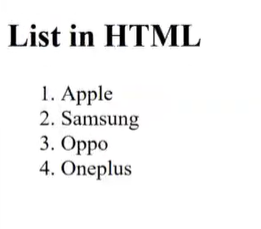 List in HTML
1. Apple
2. Samsung
3. Oppo
4. Oneplus